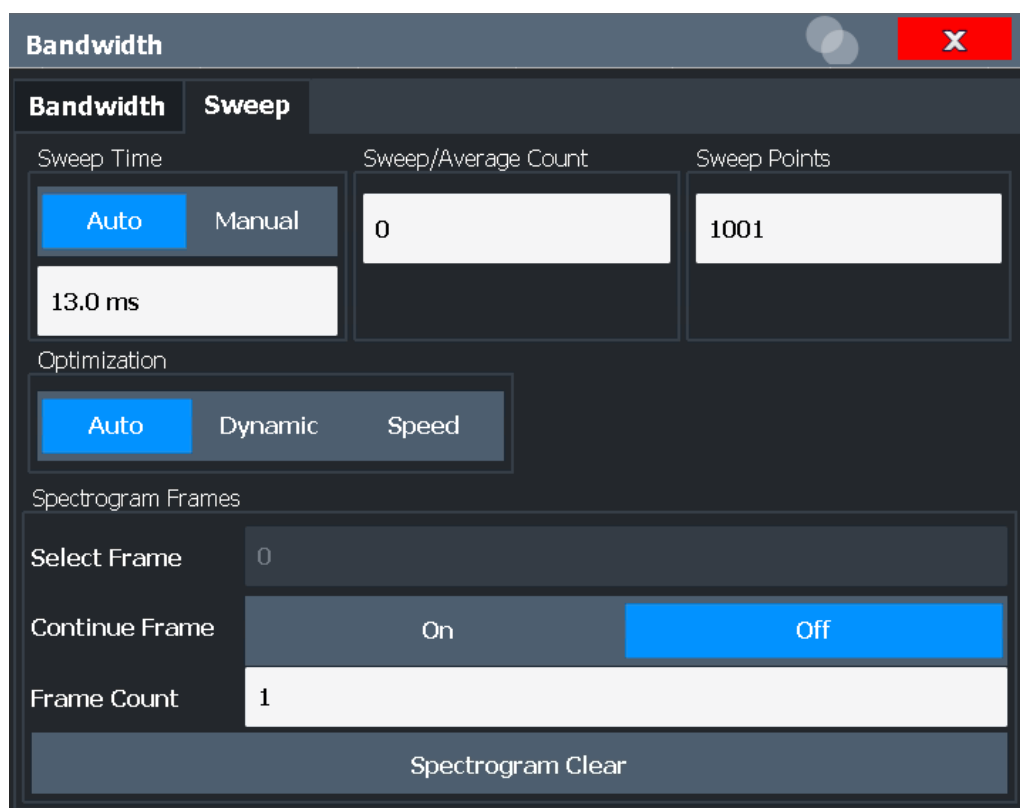 Bandwidth
X
Bandwidth Sweep
Sweep Time Sweep/Average Count Sweep Points
Auto Manual 0 1001
13.0 ms
Optimization
Auto Dynamic Speed
Spectrogram Frames
Select Frame 0
Continue Frame On Off
Frame Count 1
Spectrogram Clear